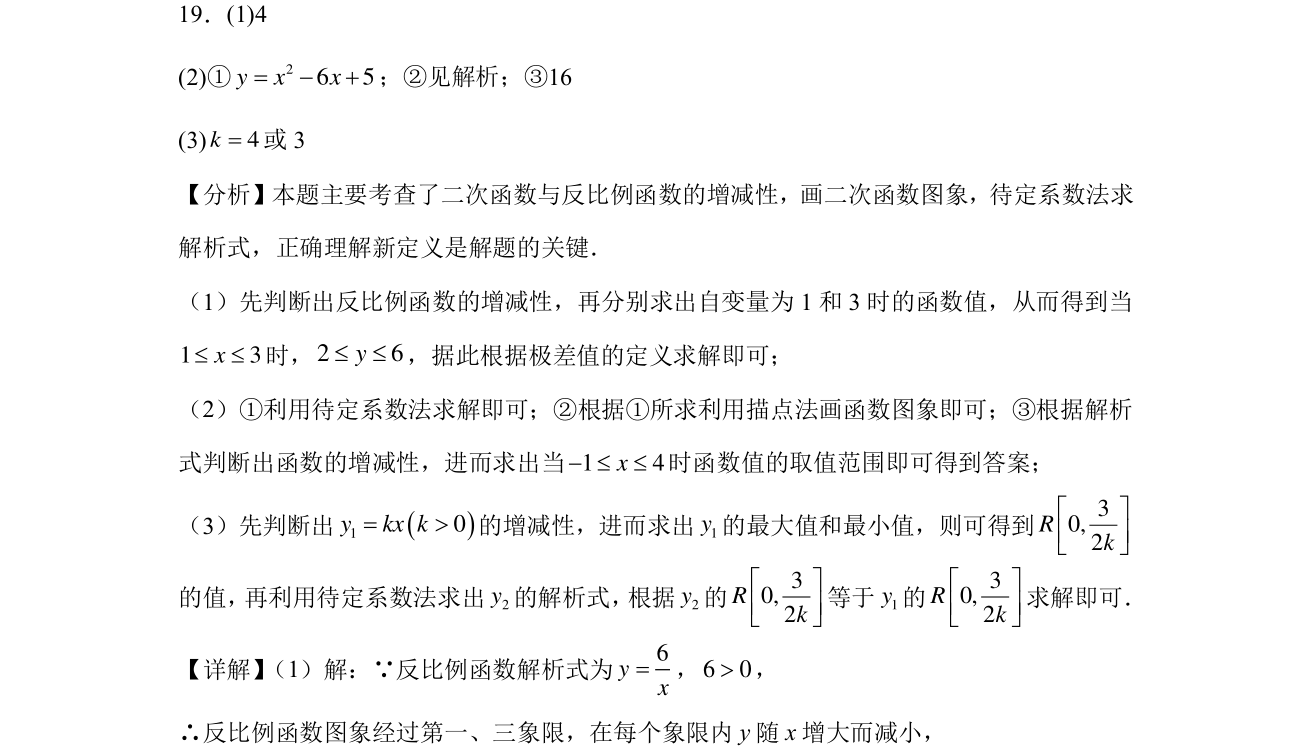 19．(1)4
(2)①y = x² − 6x + 5；②见解析；③16
(3) k = 4 或 3
【分析】本题主要考查了二次函数与反比例函数的增减性，画二次函数图象，待定系数法求
解析式，正确理解新定义是解题的关键．
（1）先判断出反比例函数的增减性，再分别求出自变量为 1 和 3 时的函数值，从而得到当
1 ≤ x ≤ 3 时， 2 ≤ y ≤ 6 ，据此根据极差值的定义求解即可；
（2）①利用待定系数法求解即可；②根据①所求利用描点法画函数图象即可；③根据解析
式判断出函数的增减性，进而求出当 −1 ≤ x ≤ 4 时函数值的取值范围即可得到答案；
（3）先判断出 y₁ = kx(k > 0) 的增减性，进而求出 y₁ 的最大值和最小值，则可得到 R[0, 3/2k]
的值，再利用待定系数法求出 y₂ 的解析式，根据 y₂ 的 R[0, 3/2k] 等于 y₁ 的 R[0, 3/2k] 求解即可．
【详解】（1）解：∵反比例函数解析式为 y = 6/x ， 6 > 0 ，
∴反比例函数图象经过第一、三象限，在每个象限内 y 随 x 增大而减小，